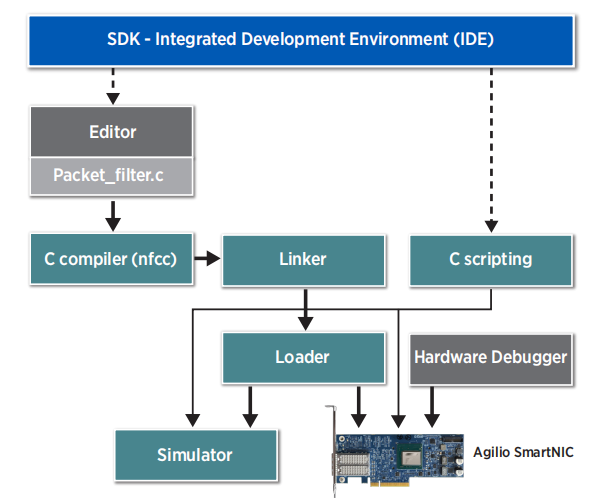 SDK - Integrated Development Environment (IDE)
Editor
Packet_filter.c
C compiler (nfcc)
Linker
C scripting
Loader
Hardware Debugger
Simulator
Agilio SmartNIC